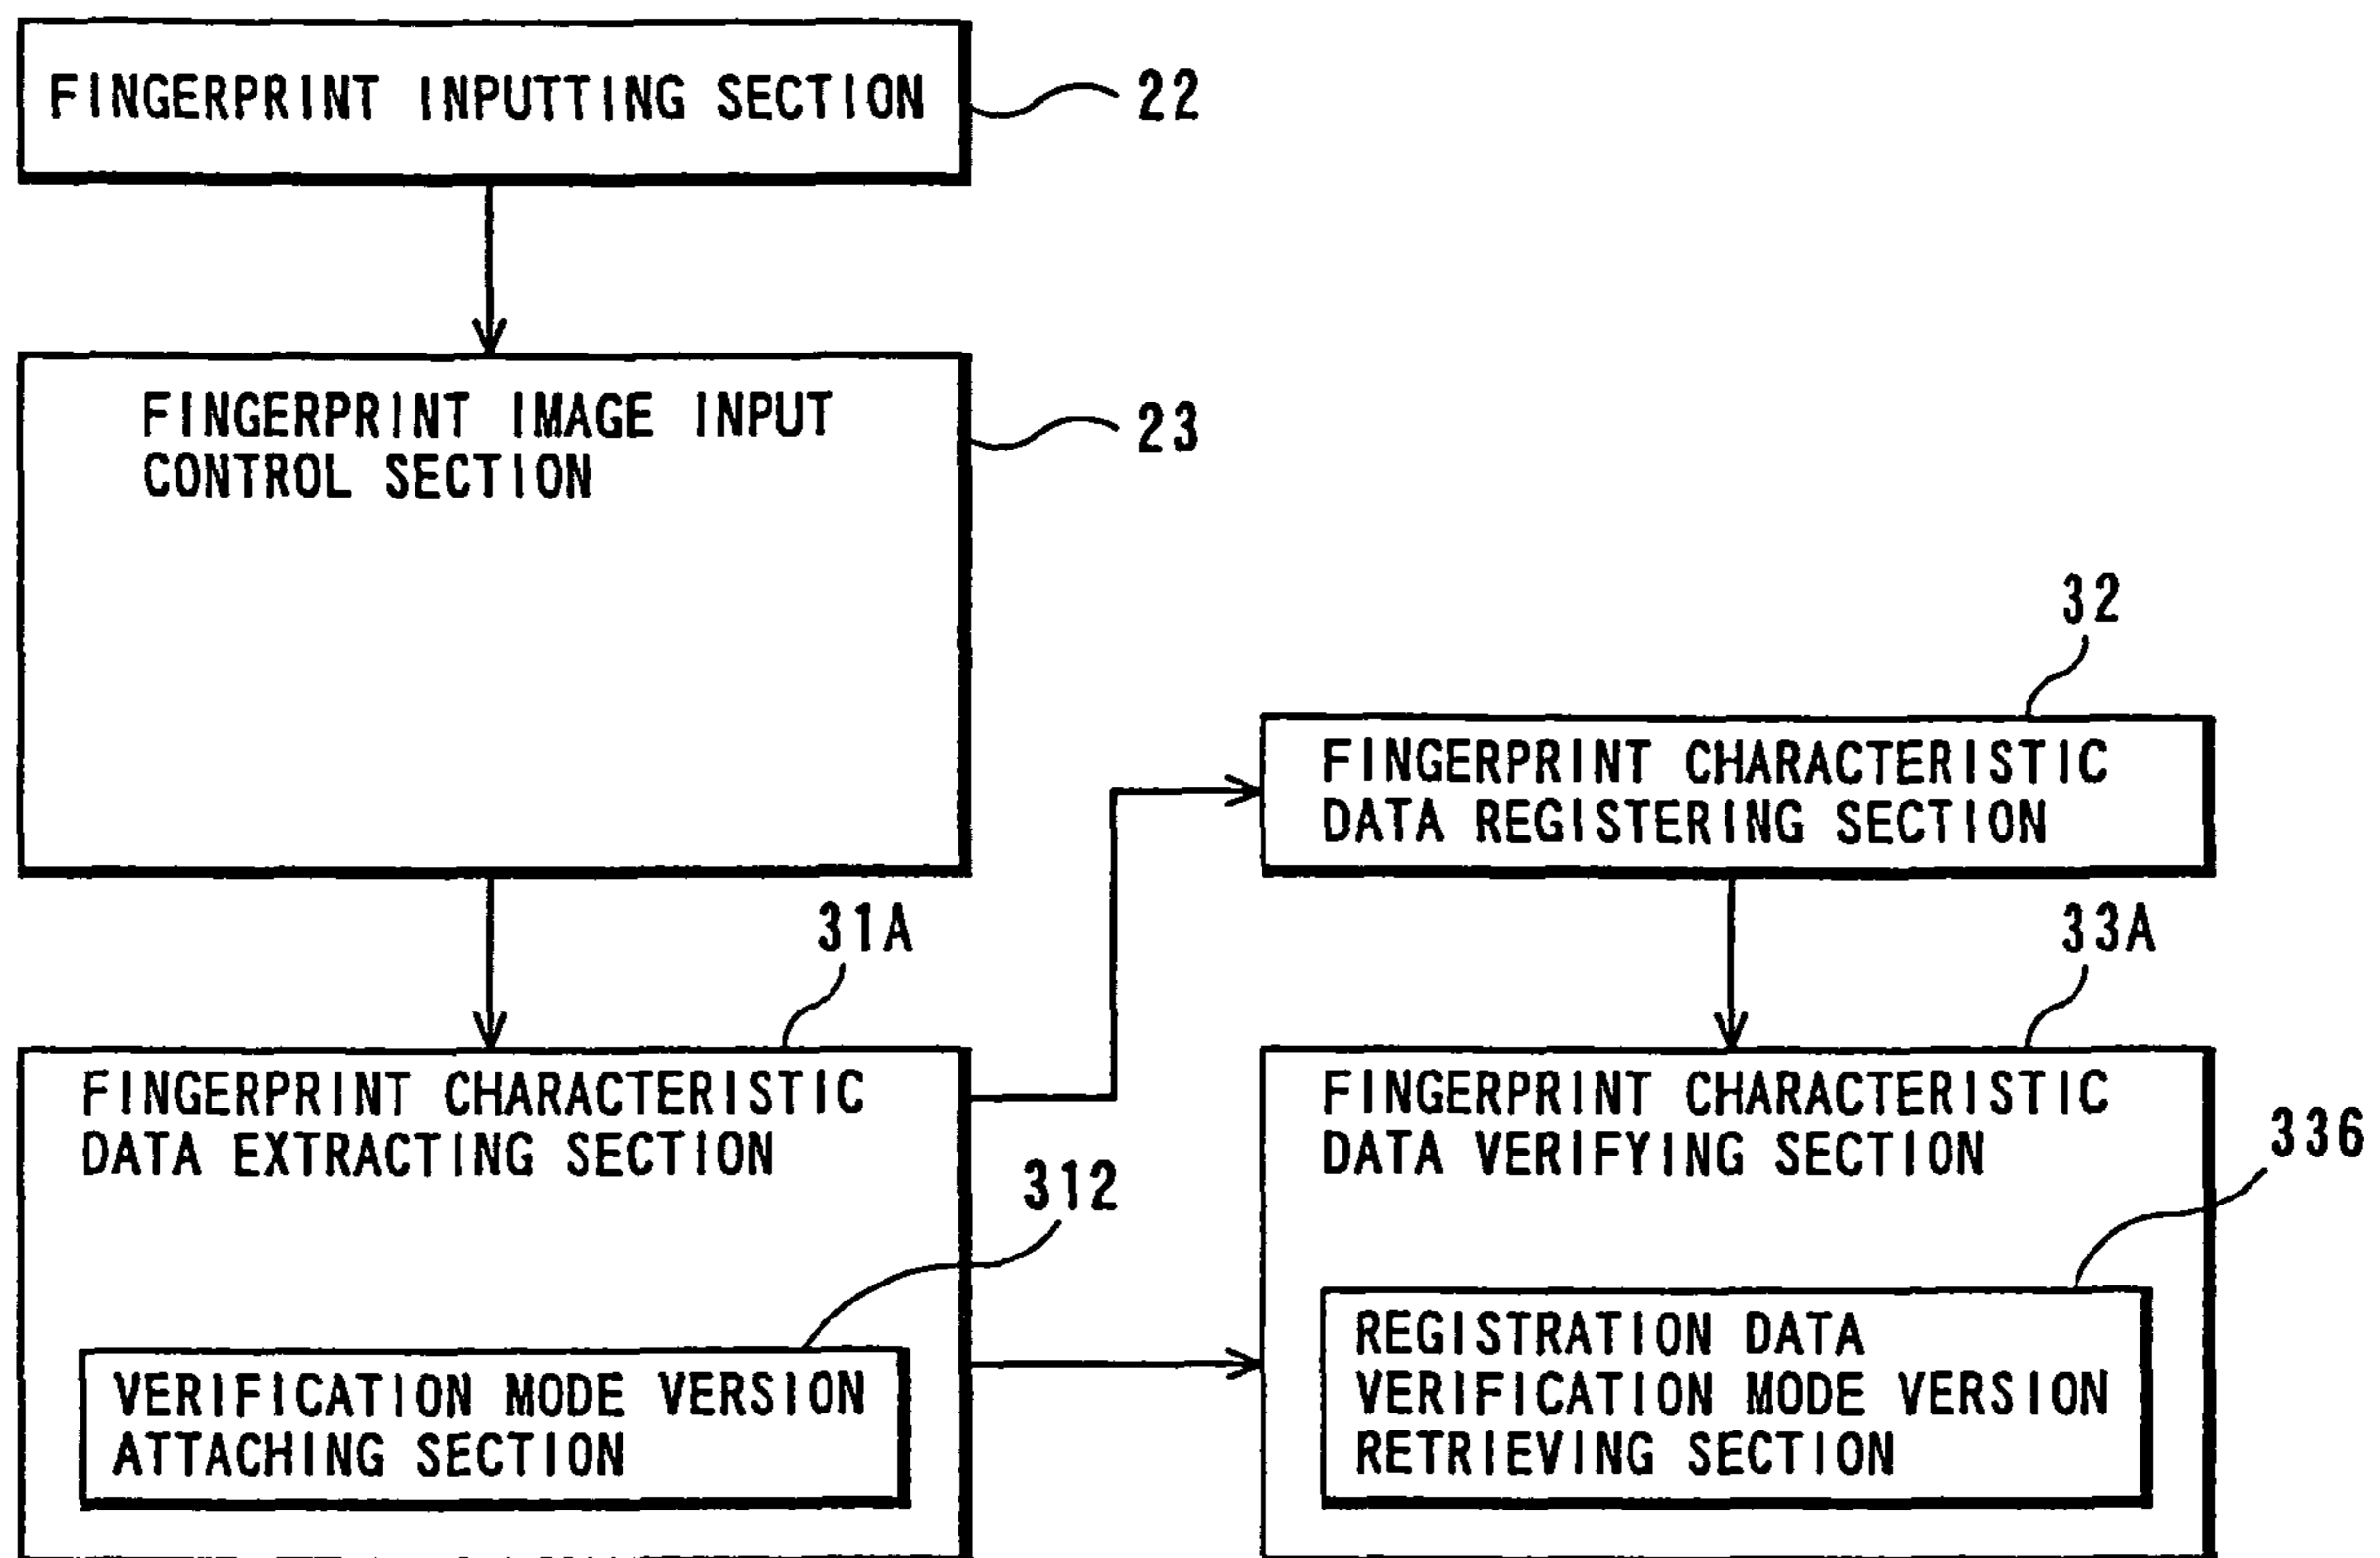 FINGERPRINT INPUTTING SECTION
22
FINGERPRINT IMAGE INPUT
CONTROL SECTION
23
32
FINGERPRINT CHARACTERISTIC
DATA REGISTERING SECTION
31A
FINGERPRINT CHARACTERISTIC
DATA EXTRACTING SECTION
312
VERIFICATION MODE VERSION
ATTACHING SECTION
33A
FINGERPRINT CHARACTERISTIC
DATA VERIFYING SECTION
336
REGISTRATION DATA
VERIFICATION MODE VERSION
RETRIEVING SECTION